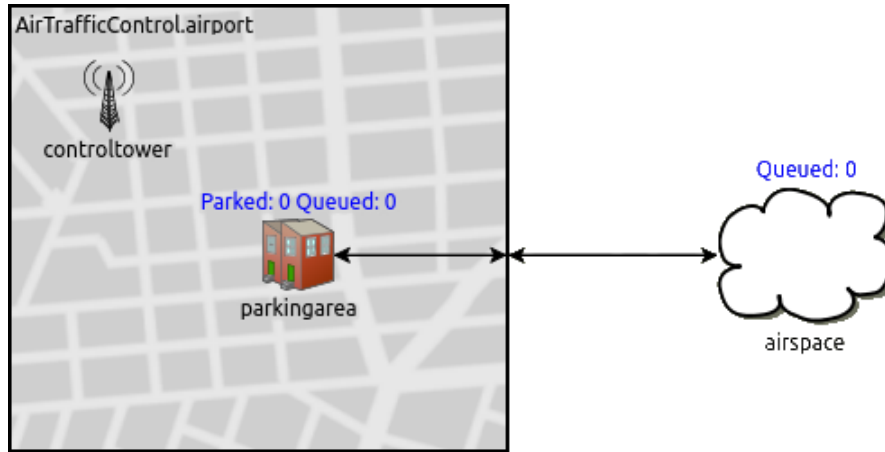 AirTrafficControl.airport
controltower
Parked: 0 Queued: 0
parkingarea
Queued: 0
airspace